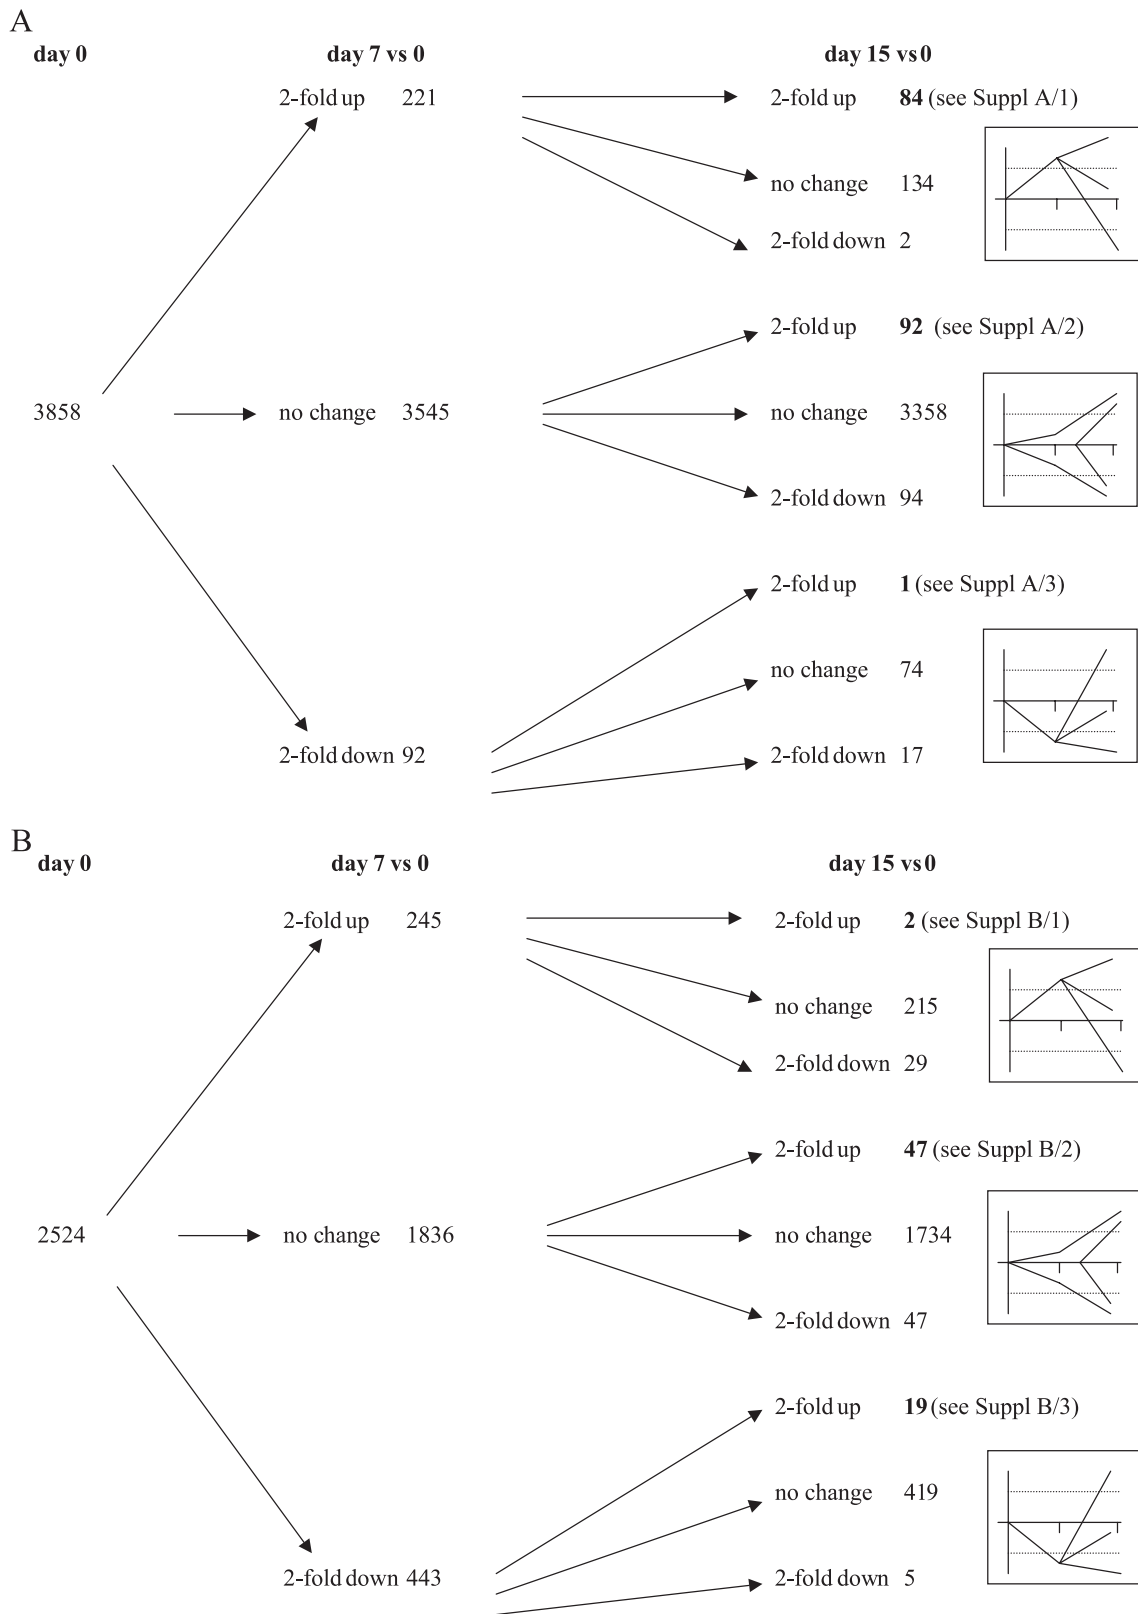 A
day 0 day 7 vs 0 day 15 vs 0
2-fold up 221 2-fold up 84 (see Suppl A/1)
no change 134
2-fold down 2
2-fold up 92 (see Suppl A/2)
3858 no change 3545 no change 3358
2-fold down 94
2-fold up 1 (see Suppl A/3)
no change 74
2-fold down 92 2-fold down 17
B
day 0 day 7 vs 0 day 15 vs 0
2-fold up 245 2-fold up 2 (see Suppl B/1)
no change 215
2-fold down 29
2-fold up 47 (see Suppl B/2)
2524 no change 1836 no change 1734
2-fold down 47
2-fold up 19 (see Suppl B/3)
no change 419
2-fold down 443 2-fold down 5